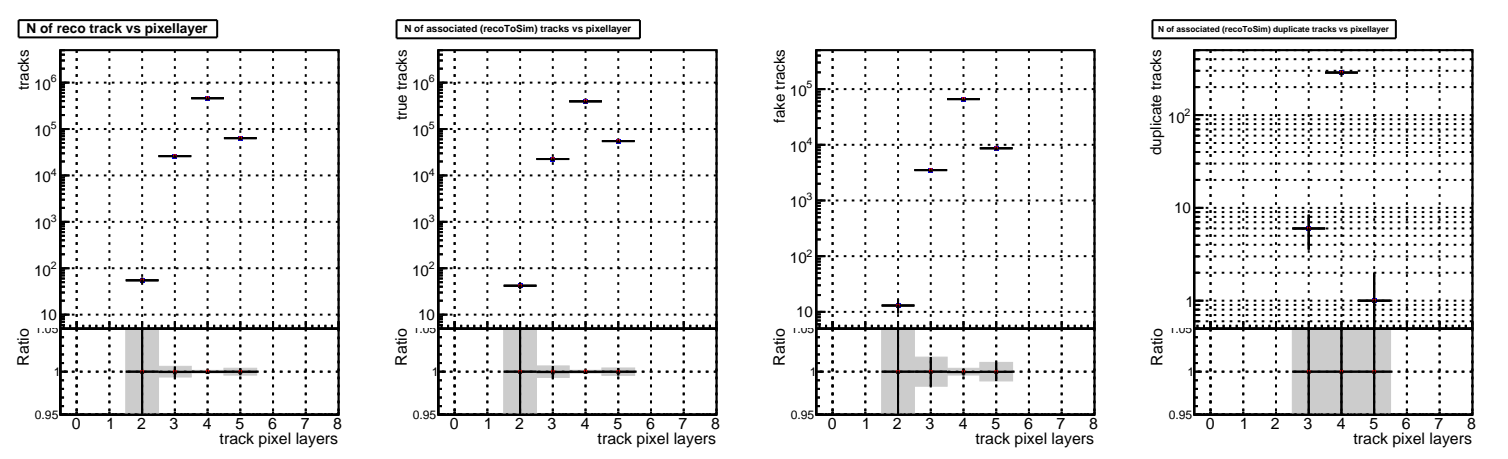 N of reco track vs pixellayer
tracks
10^6
10^5
10^4
10^3
10^2
10
Ratio
1.05
1
0.95
0 1 2 3 4 5 6 7 8
track pixel layers
N of associated (recoToSim) tracks vs pixellayer
true tracks
10^6
10^5
10^4
10^3
10^2
10
Ratio
1.05
1
0.95
0 1 2 3 4 5 6 7 8
track pixel layers
fake tracks
10^5
10^4
10^3
10^2
10
Ratio
1.05
1
0.95
0 1 2 3 4 5 6 7 8
track pixel layers
N of associated (recoToSim) duplicate tracks vs pixellayer
duplicate tracks
10^2
10
1
Ratio
1.05
1
0.95
0 1 2 3 4 5 6 7 8
track pixel layers